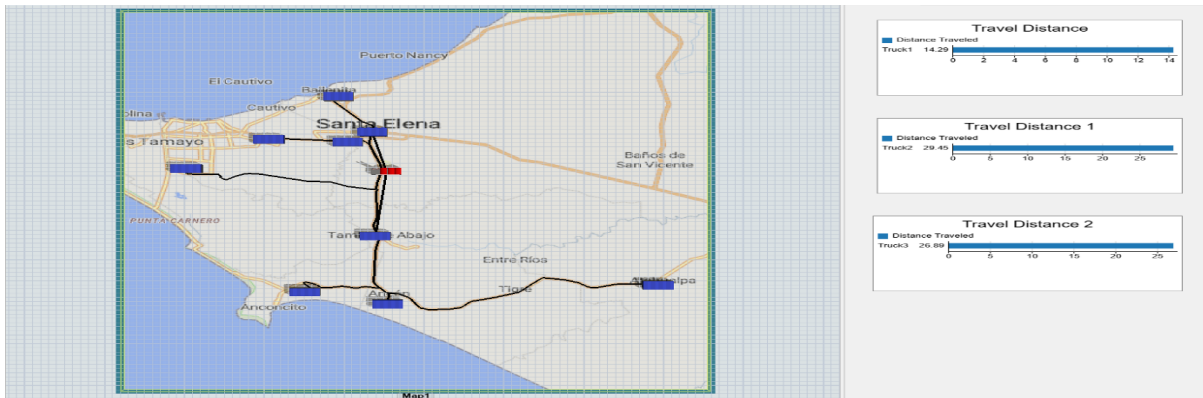 Puerto Nancy
El Cautivo
Ballenita
Cautivo
olina
Santa Elena
s Tamayo
Baños de
San Vicente
PUNTA CARNERO
Abajo
Entre Ríos
Tigre
Ancón
Anconcito
Map1
Travel Distance
Distance Traveled
Truck1 14.29
0 2 4 6 8 10 12 14
Travel Distance 1
Distance Traveled
Truck2 29.45
0 5 10 15 20 25
Travel Distance 2
Distance Traveled
Truck3 26.89
0 5 10 15 20 25